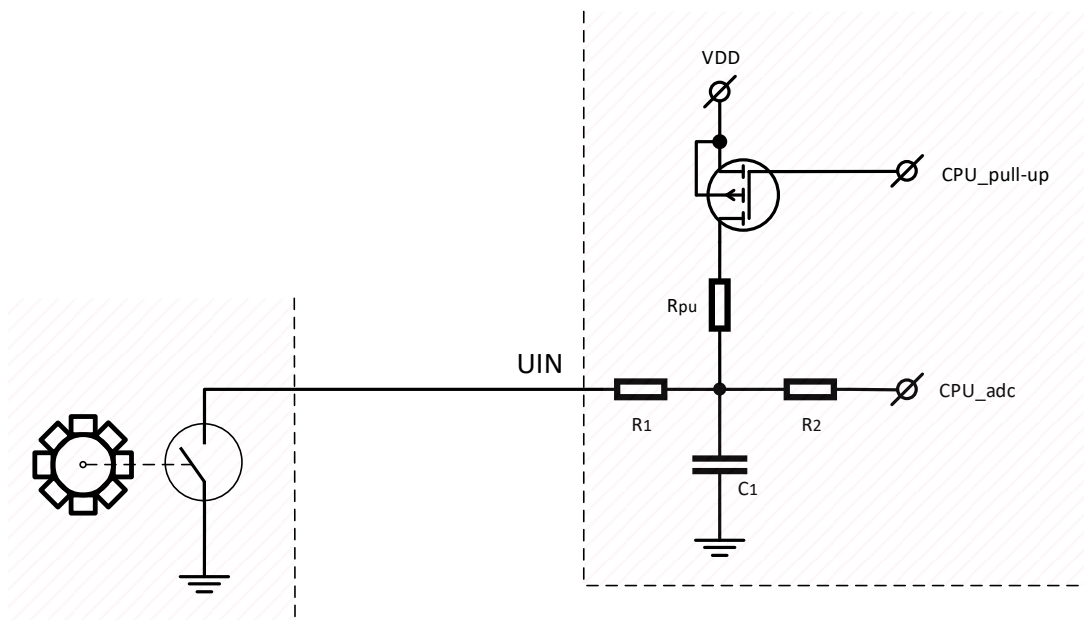 VDD
CPU_pull-up
Rpu
UIN
CPU_adc
R1
R2
C1